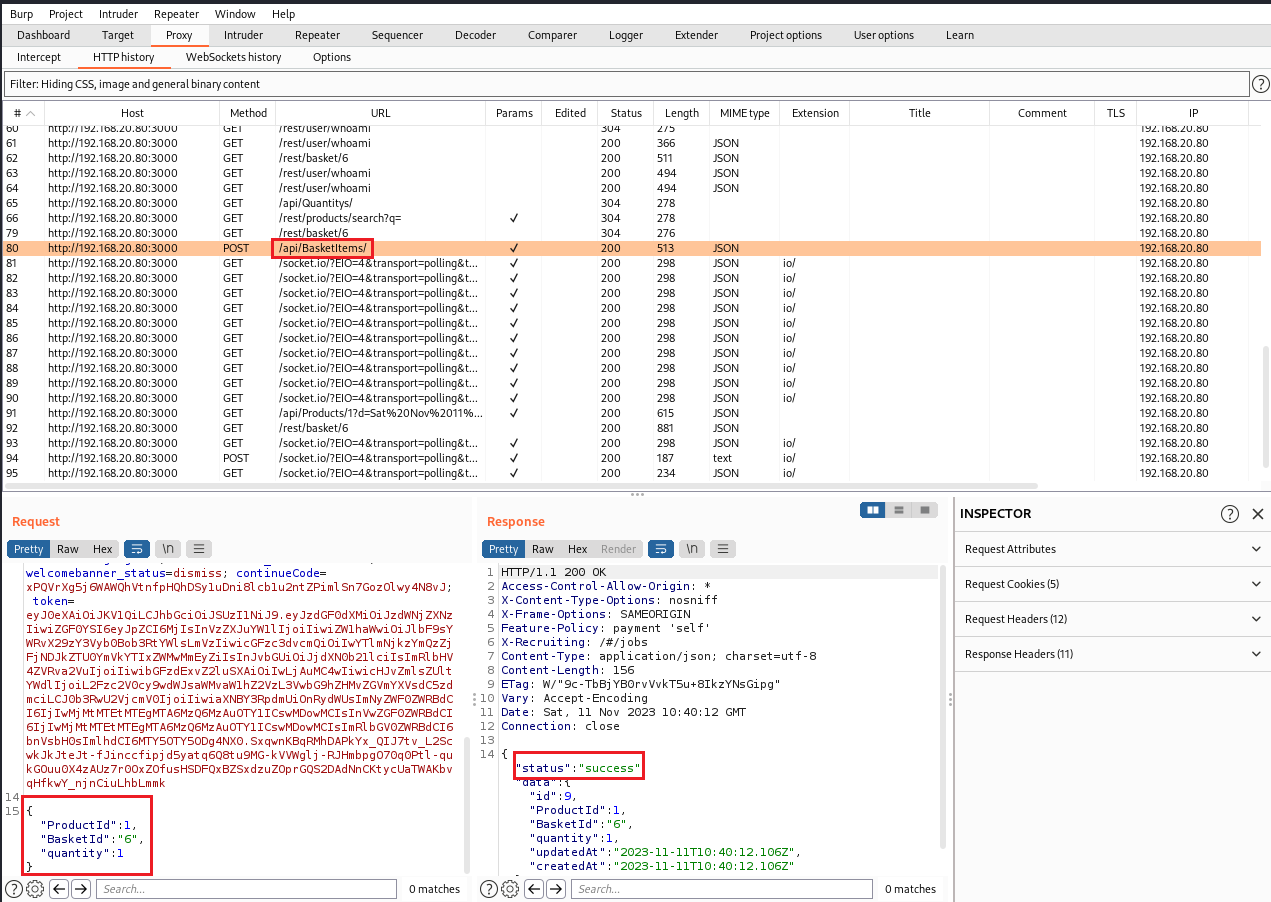 Burp Project Intruder Repeater Window Help
Dashboard Target Proxy Intruder Repeater Sequencer Decoder Comparer Logger Extender Project options User options Learn
Intercept HTTP history WebSockets history Options
Filter: Hiding CSS, image and general binary content
# Host Method URL Params Edited Status Length MIME type Extension Title Comment TLS IP
60 http://192.168.20.80:3000 GET /rest/user/whoami 304 275 192.168.20.80
61 http://192.168.20.80:3000 GET /rest/user/whoami 200 366 JSON 192.168.20.80
62 http://192.168.20.80:3000 GET /rest/basket/6 200 511 JSON 192.168.20.80
63 http://192.168.20.80:3000 GET /rest/user/whoami 200 494 JSON 192.168.20.80
64 http://192.168.20.80:3000 GET /rest/user/whoami 200 494 JSON 192.168.20.80
65 http://192.168.20.80:3000 GET /api/Quantitys/ 304 278 192.168.20.80
66 http://192.168.20.80:3000 GET /rest/products/search?q= ✓ 304 278 192.168.20.80
79 http://192.168.20.80:3000 GET /rest/basket/6 304 276 192.168.20.80
80 http://192.168.20.80:3000 POST /api/BasketItems/ ✓ 200 513 JSON 192.168.20.80
81 http://192.168.20.80:3000 GET /socket.io/?EIO=4&transport=polling&t... ✓ 200 298 JSON io/ 192.168.20.80
82 http://192.168.20.80:3000 GET /socket.io/?EIO=4&transport=polling&t... ✓ 200 298 JSON io/ 192.168.20.80
83 http://192.168.20.80:3000 GET /socket.io/?EIO=4&transport=polling&t... ✓ 200 298 JSON io/ 192.168.20.80
84 http://192.168.20.80:3000 GET /socket.io/?EIO=4&transport=polling&t... ✓ 200 298 JSON io/ 192.168.20.80
85 http://192.168.20.80:3000 GET /socket.io/?EIO=4&transport=polling&t... ✓ 200 298 JSON io/ 192.168.20.80
86 http://192.168.20.80:3000 GET /socket.io/?EIO=4&transport=polling&t... ✓ 200 298 JSON io/ 192.168.20.80
87 http://192.168.20.80:3000 GET /socket.io/?EIO=4&transport=polling&t... ✓ 200 298 JSON io/ 192.168.20.80
88 http://192.168.20.80:3000 GET /socket.io/?EIO=4&transport=polling&t... ✓ 200 298 JSON io/ 192.168.20.80
89 http://192.168.20.80:3000 GET /socket.io/?EIO=4&transport=polling&t... ✓ 200 298 JSON io/ 192.168.20.80
90 http://192.168.20.80:3000 GET /socket.io/?EIO=4&transport=polling&t... ✓ 200 298 JSON io/ 192.168.20.80
91 http://192.168.20.80:3000 GET /api/Products/1?d=Sat%20Nov%2011%... ✓ 200 615 JSON 192.168.20.80
92 http://192.168.20.80:3000 GET /rest/basket/6 200 881 JSON 192.168.20.80
93 http://192.168.20.80:3000 GET /socket.io/?EIO=4&transport=polling&t... ✓ 200 298 JSON io/ 192.168.20.80
94 http://192.168.20.80:3000 POST /socket.io/?EIO=4&transport=polling&t... ✓ 200 187 text io/ 192.168.20.80
95 http://192.168.20.80:3000 GET /socket.io/?EIO=4&transport=polling&t... ✓ 200 234 JSON io/ 192.168.20.80
Request
Pretty Raw Hex \n
welcomebanner_status=dismiss; continueCode=
token=
14
15 {
"ProductId":1,
"BasketId":"6",
"quantity":1
}
Search... 0 matches
Response
Pretty Raw Hex Render \n
1 HTTP/1.1 200 OK
2 Access-Control-Allow-Origin: *
3 X-Content-Type-Options: nosniff
4 X-Frame-Options: SAMEORIGIN
5 Feature-Policy: payment 'self'
6 X-Recruiting: /#/jobs
7 Content-Type: application/json; charset=utf-8
8 Content-Length: 156
9 ETag:
10 Vary: Accept-Encoding
11 Date: Sat, 11 Nov 2023 10:40:12 GMT
12 Connection: close
13
14 {
"status":"success"
"data":{
"id":9,
"ProductId":1,
"BasketId":"6",
"quantity":1,
"updatedAt":"2023-11-11T10:40:12.106Z",
"createdAt":"2023-11-11T10:40:12.106Z"
Search... 0 matches
INSPECTOR
Request Attributes
Request Cookies (5)
Request Headers (12)
Response Headers (11)